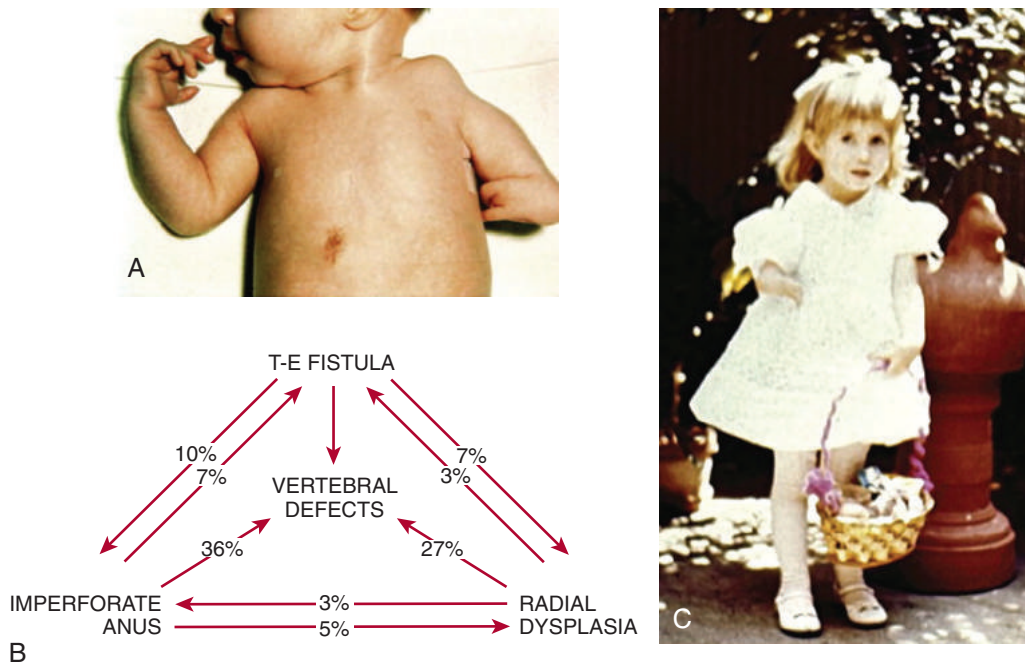 A
T-E FISTULA
10%
7%
7%
3%
VERTEBRAL
DEFECTS
36%
27%
IMPERFORATE
ANUS
3%
5%
RADIAL
DYSPLASIA
B
C